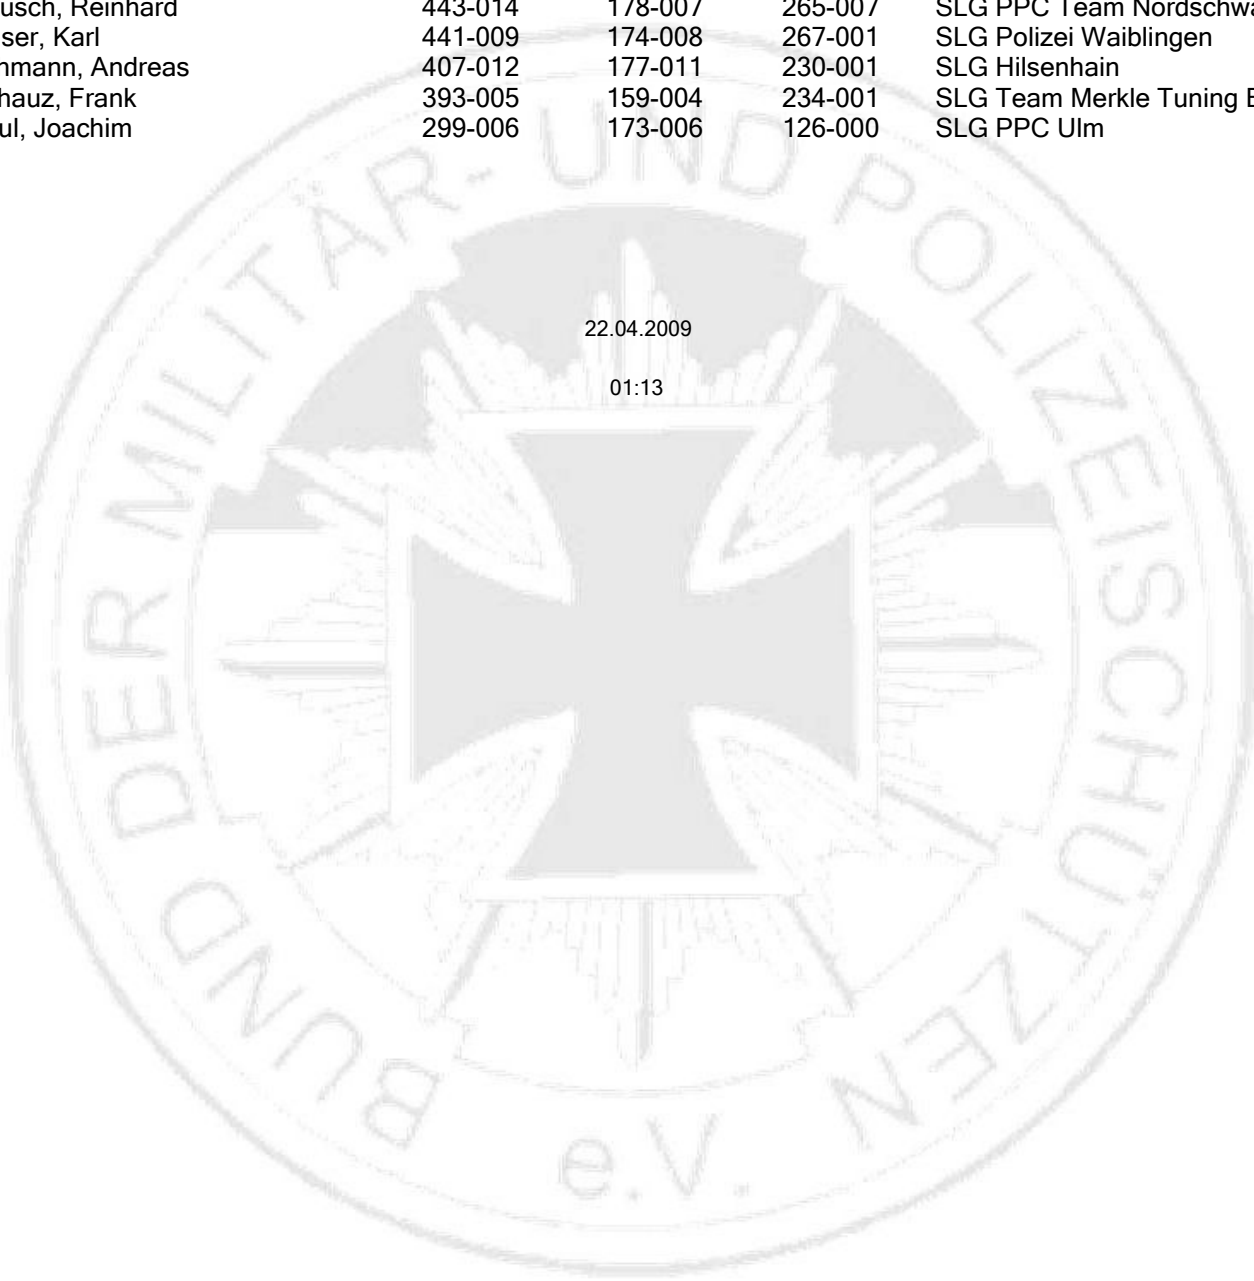 usch, Reinhard 443-014 178-007 265-007 SLG PPC Team Nordschwa
ser, Karl 441-009 174-008 267-001 SLG Polizei Waiblingen
hmann, Andreas 407-012 177-011 230-001 SLG Hilsenhain
hauz, Frank 393-005 159-004 234-001 SLG Team Merkle Tuning
ul, Joachim 299-006 173-006 126-000 SLG PPC Ulm
22.04.2009
01:13
BUND DER MILITÄR- UND POLIZEISCHÜTZEN
e.V.